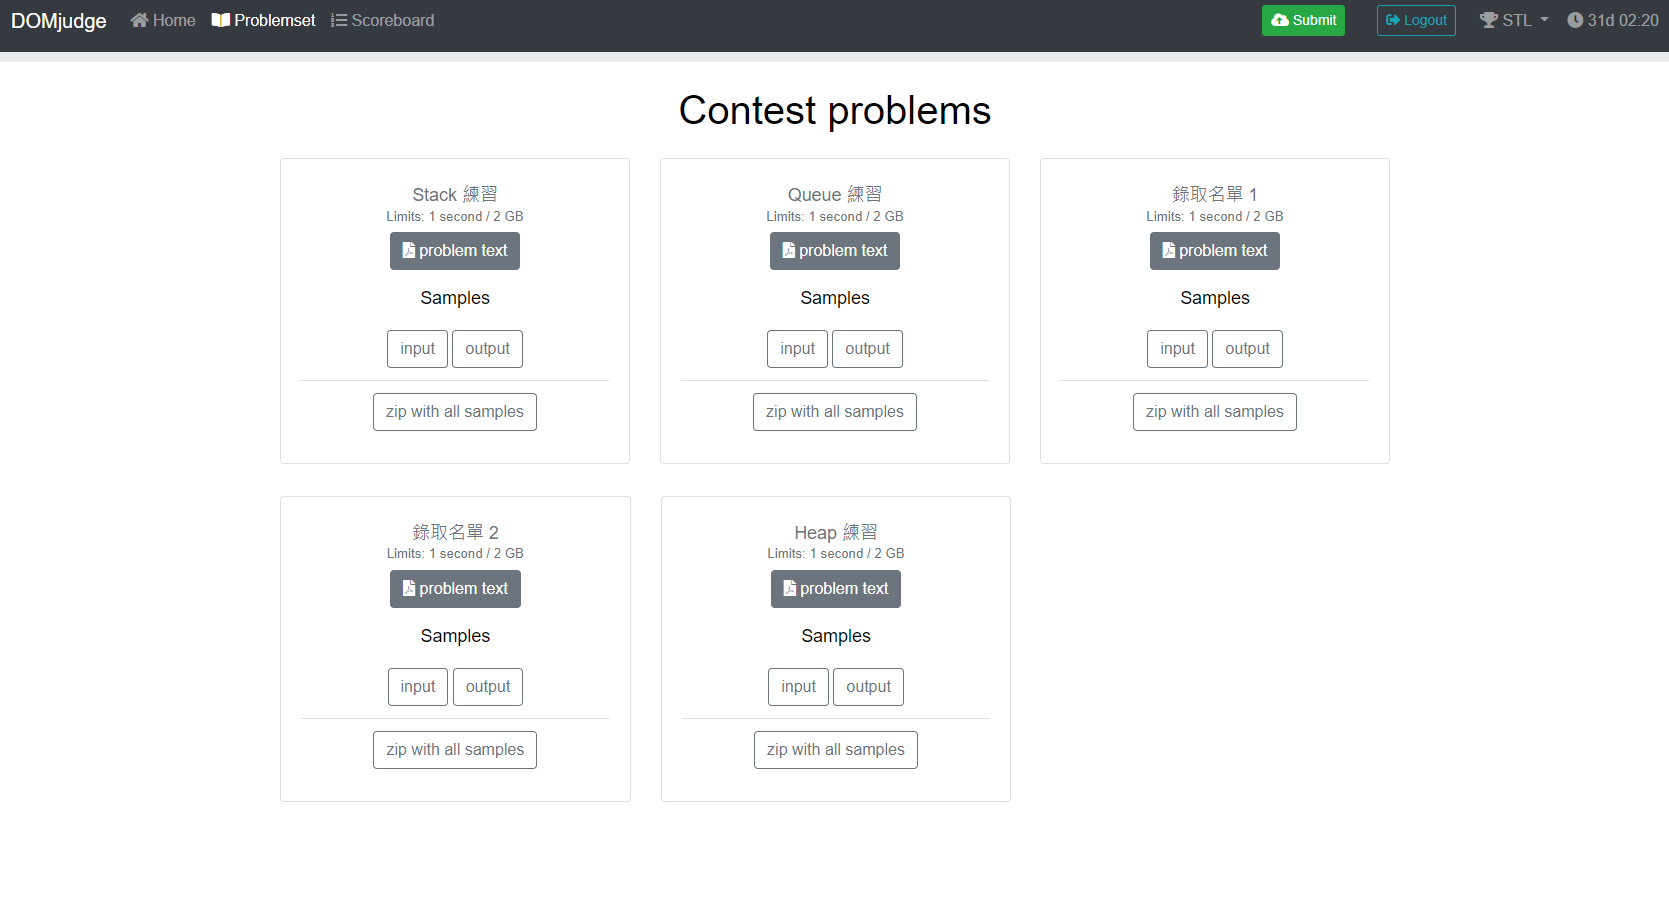 DOMjudge Home Problemset Scoreboard Submit Logout STL 31d 02:20
Contest problems
Stack 練習
Limits: 1 second / 2 GB
problem text
Samples
input output
zip with all samples
Queue 練習
Limits: 1 second / 2 GB
problem text
Samples
input output
zip with all samples
錄取名單 1
Limits: 1 second / 2 GB
problem text
Samples
input output
zip with all samples
錄取名單 2
Limits: 1 second / 2 GB
problem text
Samples
input output
zip with all samples
Heap 練習
Limits: 1 second / 2 GB
problem text
Samples
input output
zip with all samples